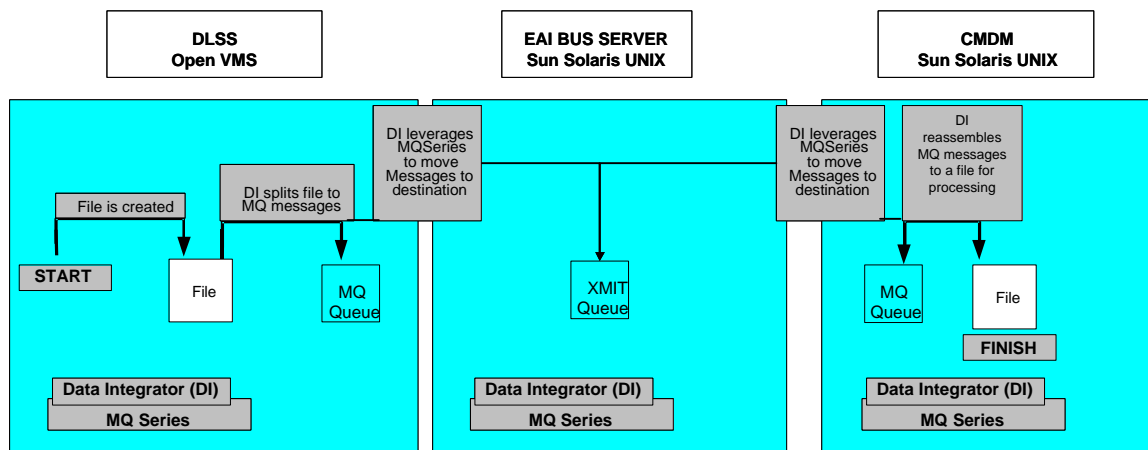 DLSS
Open VMS
EAI BUS SERVER
Sun Solaris UNIX
CMDM
Sun Solaris UNIX
File is created
START
File
DI splits file to
MQ messages
MQ
Queue
DI leverages
MQSeries
to move
Messages to
destination
Data Integrator (DI)
MQ Series
XMIT
Queue
Data Integrator (DI)
MQ Series
DI leverages
MQSeries
to move
Messages to
destination
DI
reassembles
MQ messages
to a file for
processing
MQ
Queue
File
FINISH
Data Integrator (DI)
MQ Series